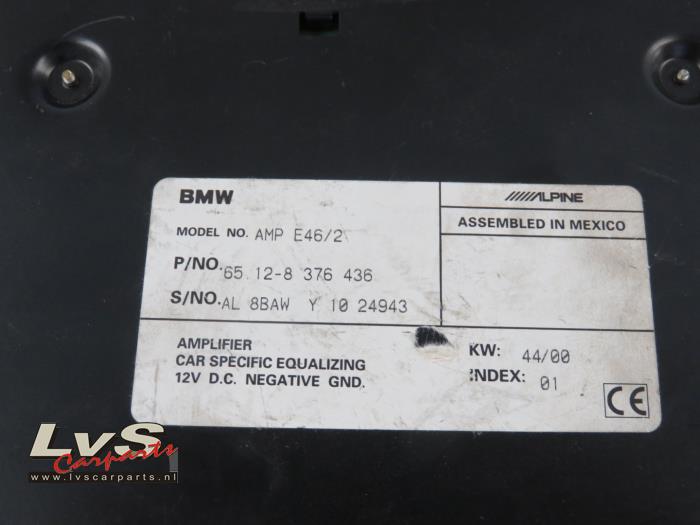 BMW
MODEL NO. AMP E46/2
P/NO. 65.12-8 376 436
S/NO. AL 8BAW Y 10 24943
ALPINE
ASSEMBLED IN MEXICO
AMPLIFIER
CAR SPECIFIC EQUALIZING
12V D.C. NEGATIVE GND.
KW: 44/00
INDEX: 01
CE
LvS
Carparts
www.lvscarparts.nl